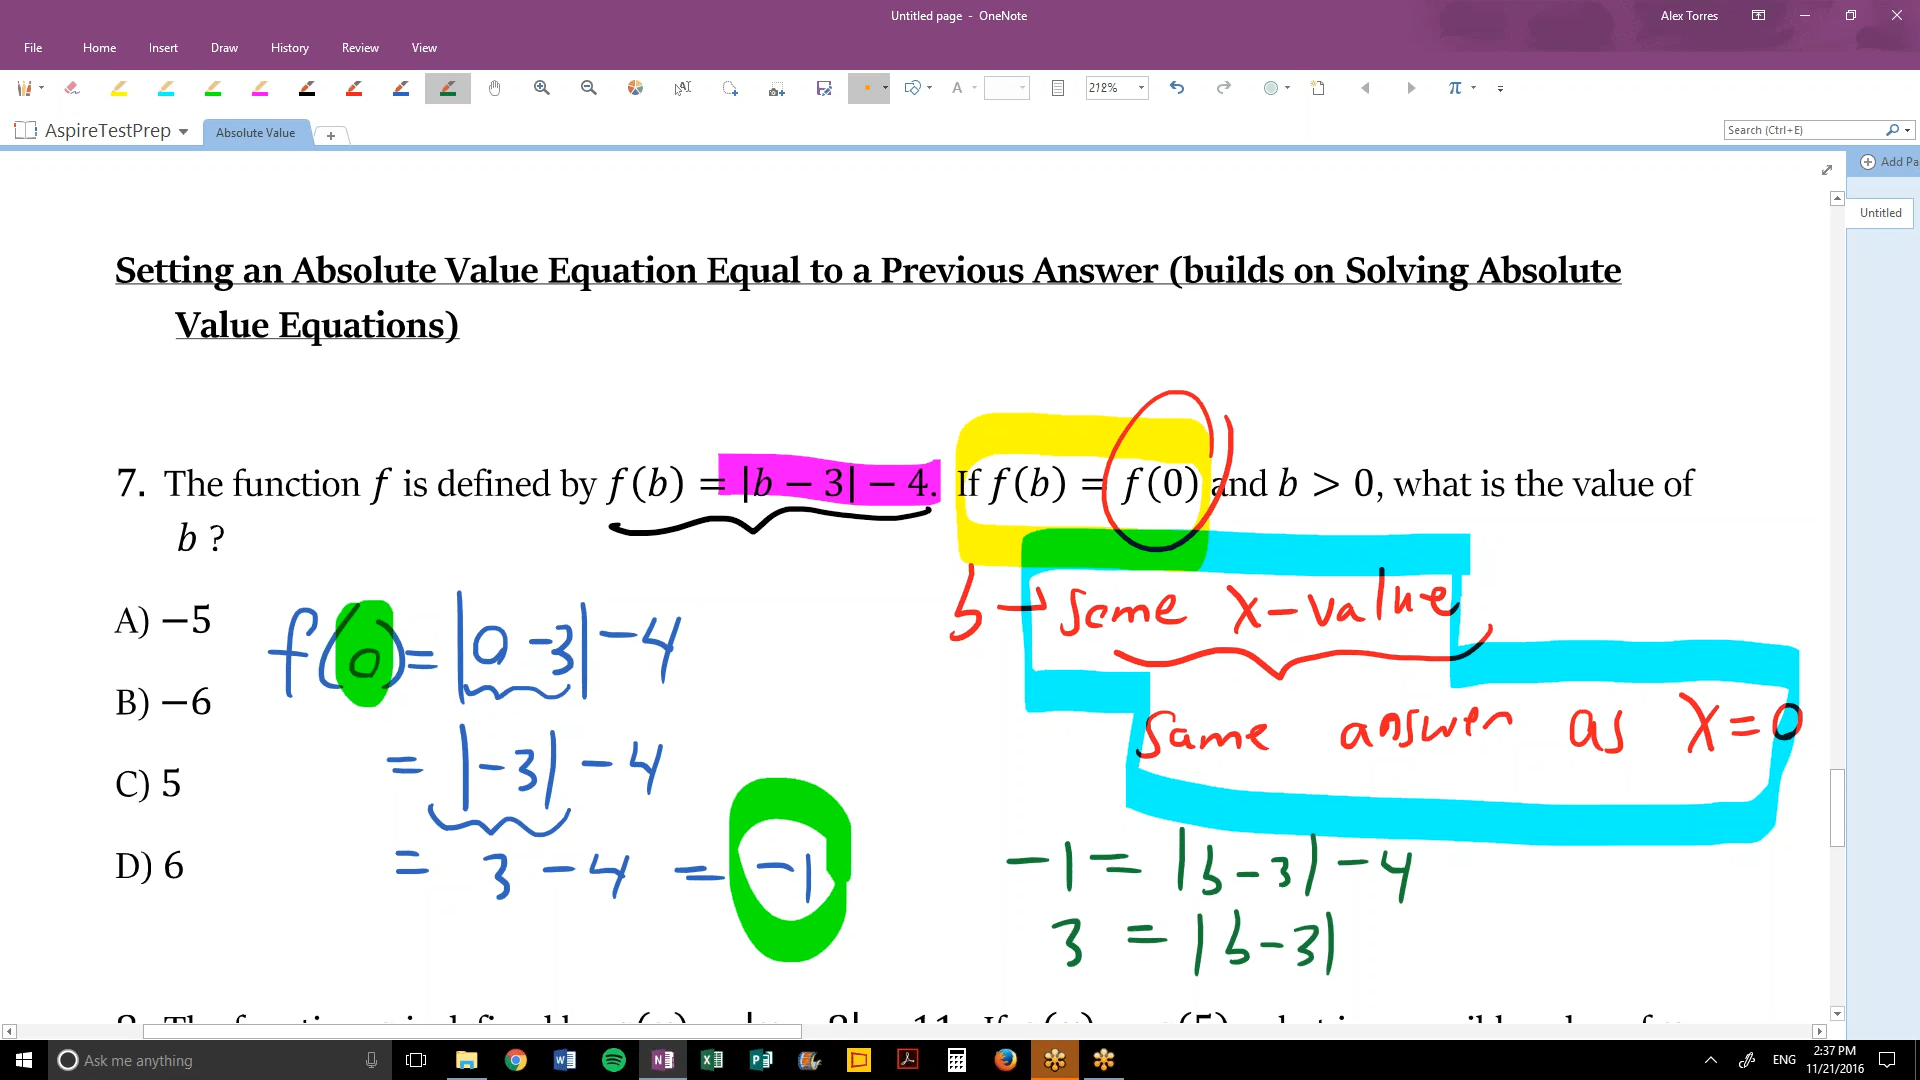 Untitled page - OneNote
Alex Torres
File Home Insert Draw History Review View
212%
AspireTestPrep
Absolute Value
Search (Ctrl+E)
Add Pa
Untitled
Setting an Absolute Value Equation Equal to a Previous Answer (builds on Solving Absolute
Value Equations)
7. The function f is defined by f(b) = |b − 3| − 4. If f(b) = f(0) and b > 0, what is the value of
b ?
b → Same x-value
A) −5
f(0) = |0 - 3| - 4
B) −6
Same answer as x = 0
C) 5
= |-3| - 4
D) 6
= 3 - 4 = -1
-1 = |b - 3| - 4
3 = |b - 3|
Ask me anything
ENG
2:37 PM
11/21/2016